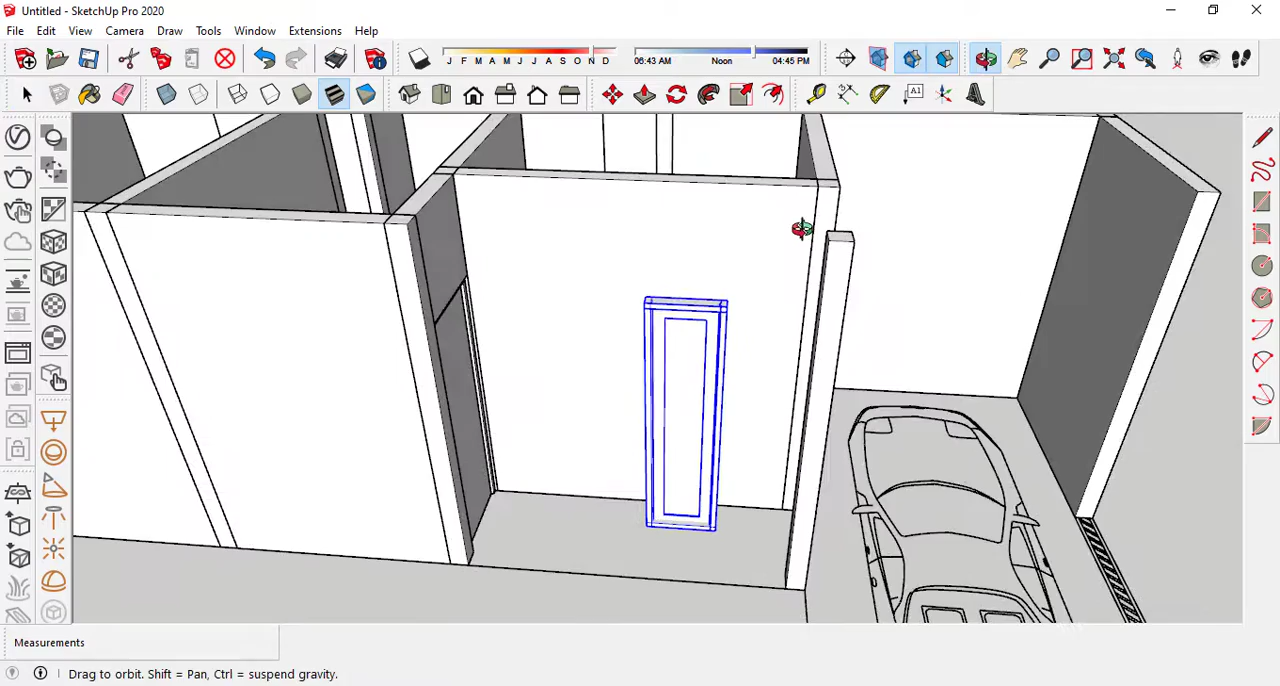 Untitled - SketchUp Pro 2020
File Edit View Camera Draw Tools Window Extensions Help
J F M A M J J A S O N D
06:43 AM Noon 04:45 PM
A1
Measurements
Drag to orbit. Shift = Pan, Ctrl = suspend gravity.